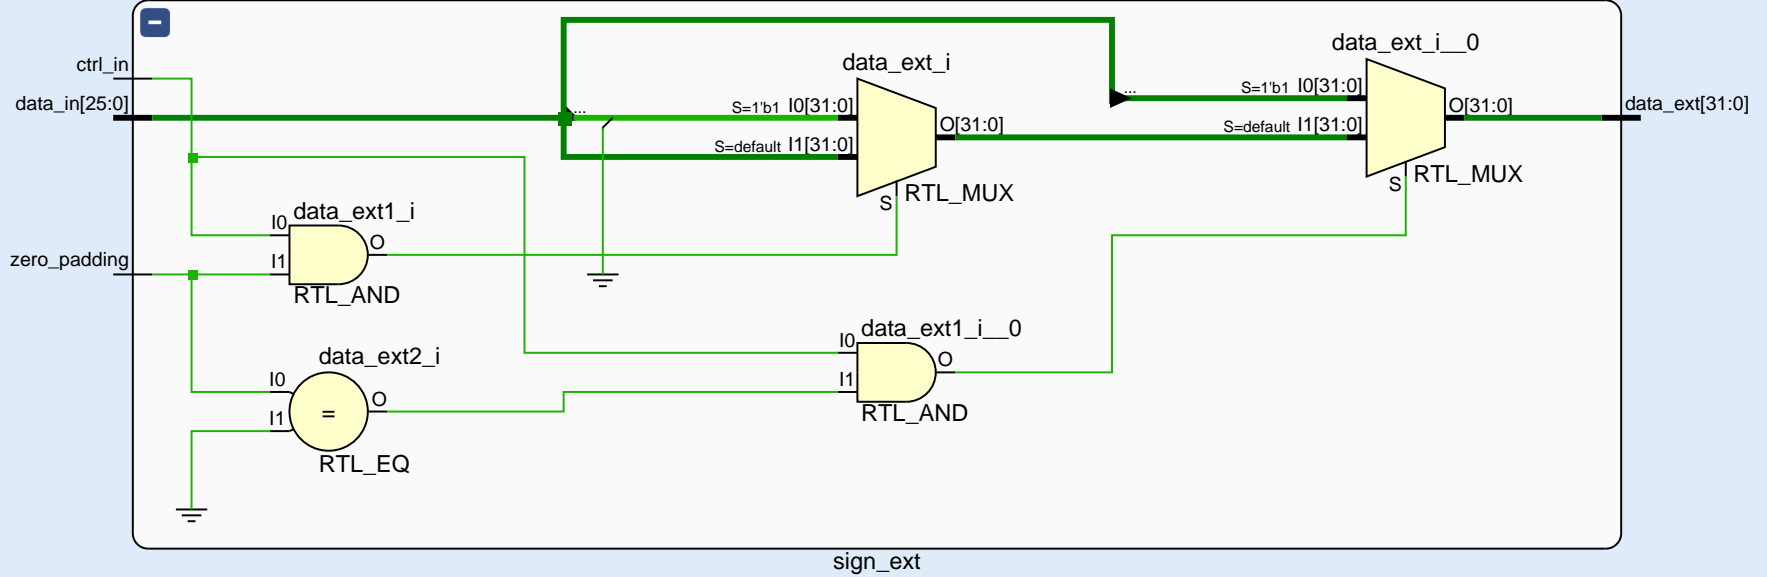 data_ext_i__0
ctrl_in
data_ext_i
data_in[25:0]
...
S=1'b1 I0[31:0]
...
S=1'b1 I0[31:0]
O[31:0]
data_ext[31:0]
S=default I1[31:0]
O[31:0]
S=default I1[31:0]
S
RTL_MUX
S
RTL_MUX
data_ext1_i
I0
O
zero_padding
I1
RTL_AND
data_ext1_i__0
I0
O
I1
RTL_AND
data_ext2_i
I0
O
I1
=
RTL_EQ
sign_ext